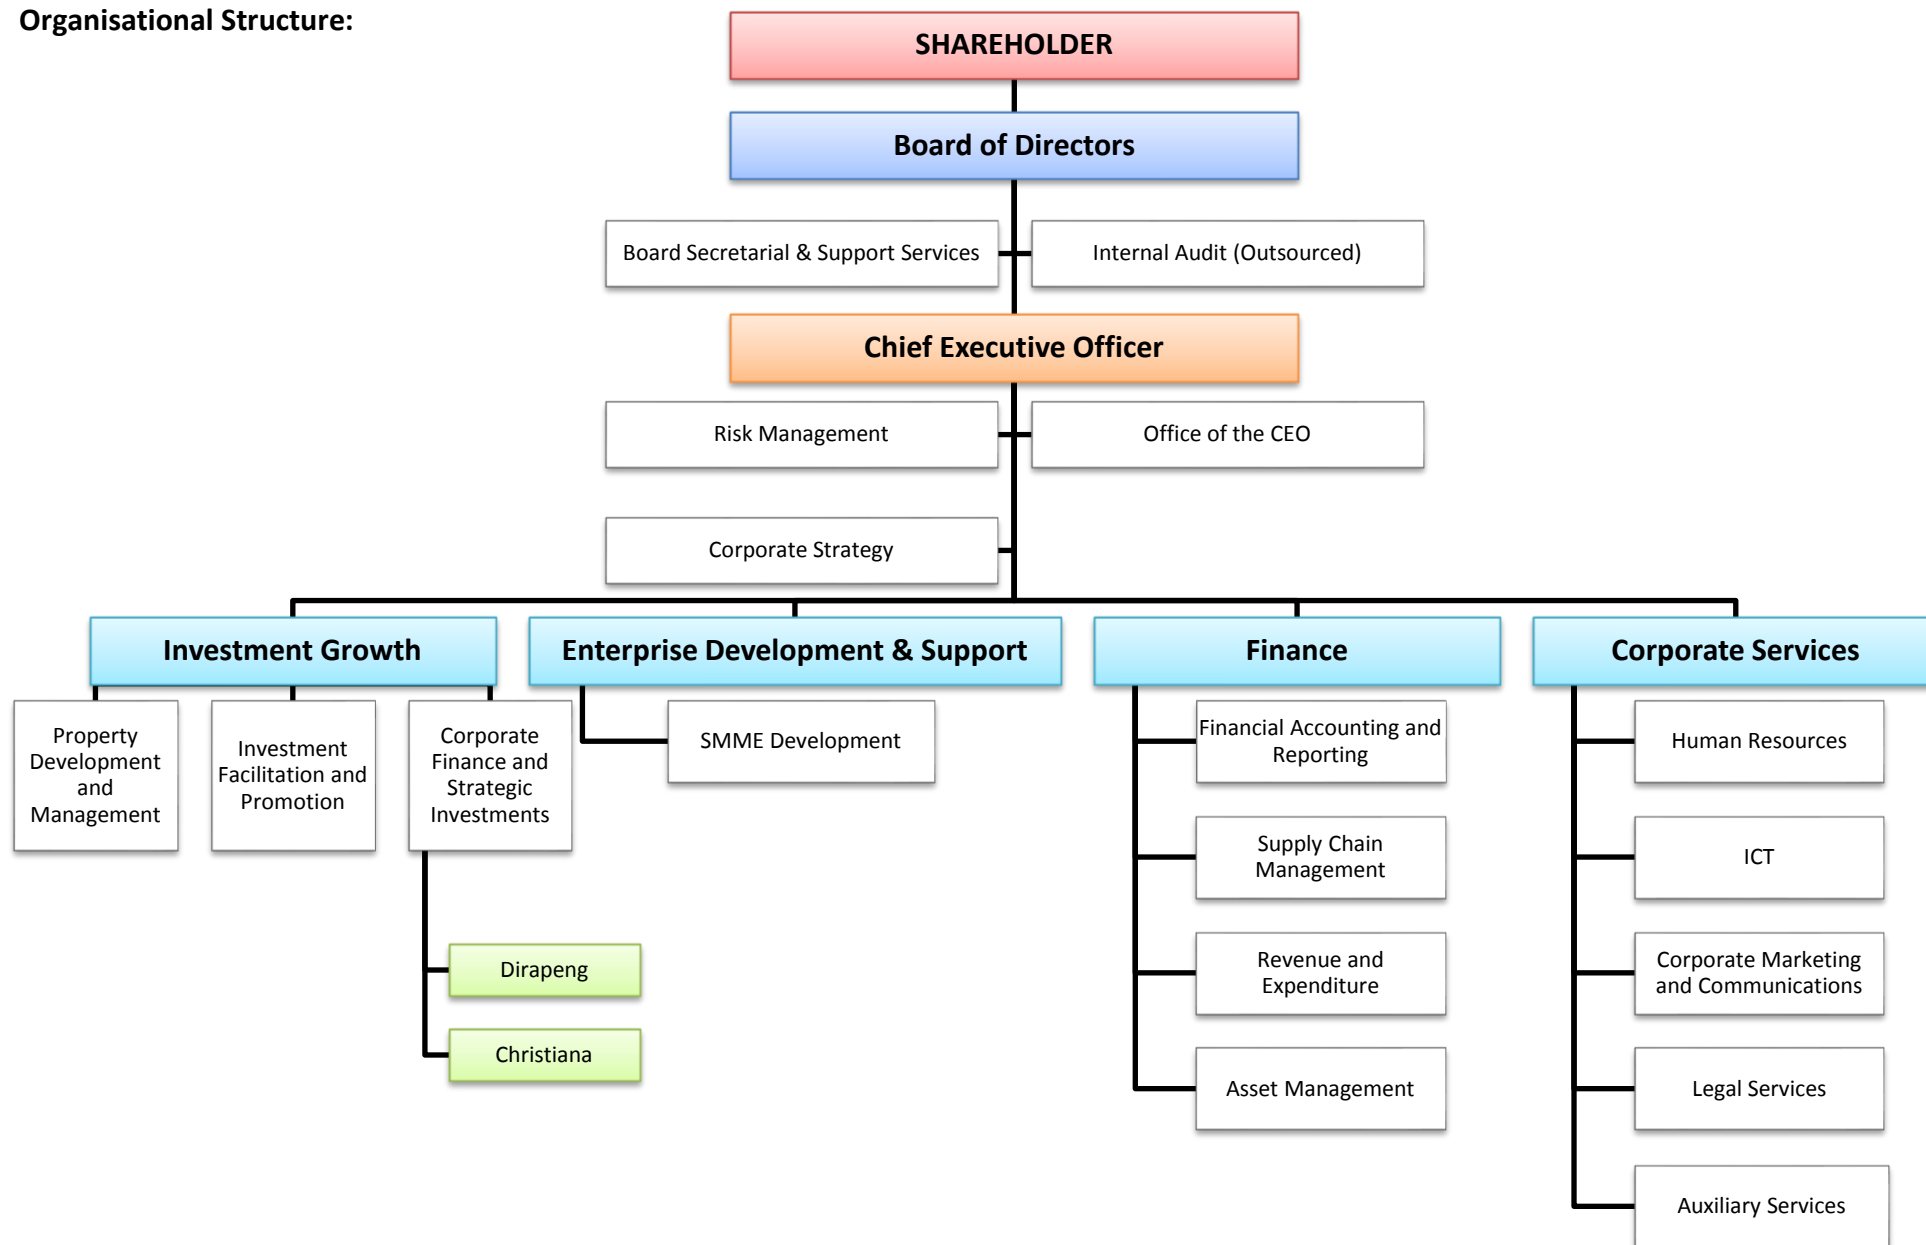 Organisational Structure:
SHAREHOLDER
Board of Directors
Board Secretarial & Support Services
Internal Audit (Outsourced)
Chief Executive Officer
Risk Management
Office of the CEO
Corporate Strategy
Investment Growth
Enterprise Development & Support
Finance
Corporate Services
Property
Development
and
Management
Investment
Facilitation and
Promotion
Corporate
Finance and
Strategic
Investments
Dirapeng
Christiana
SMME Development
Financial Accounting and
Reporting
Supply Chain
Management
Revenue and
Expenditure
Asset Management
Human Resources
ICT
Corporate Marketing
and Communications
Legal Services
Auxiliary Services